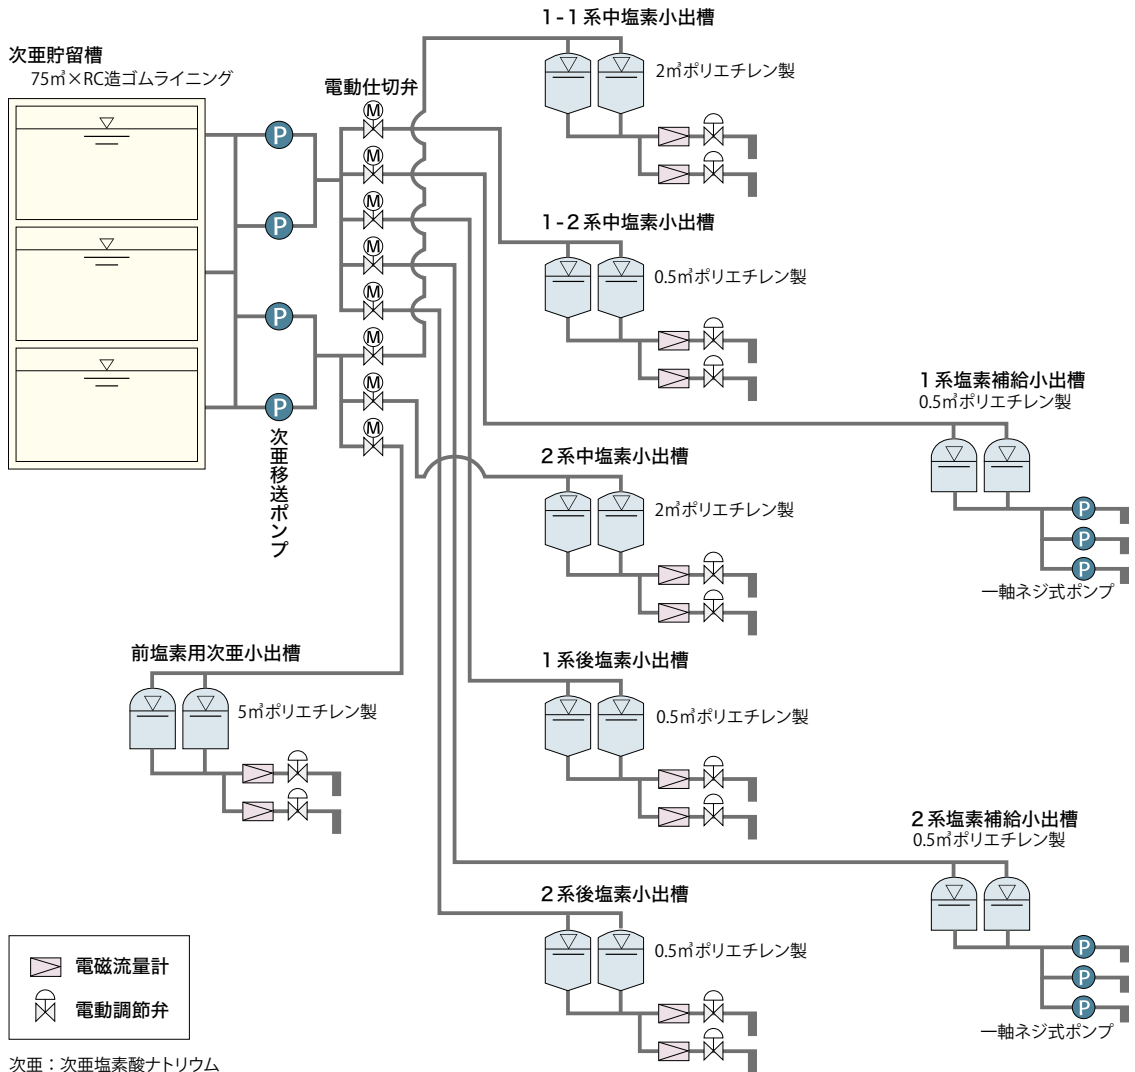 1-1系中塩素小出槽
次亜貯留槽
75㎥×RC造ゴムライニング
2㎥ポリエチレン製
電動仕切弁
M
P
M
M
P
1-2系中塩素小出槽
M
0.5㎥ポリエチレン製
M
P
M
1系塩素補給小出槽
0.5㎥ポリエチレン製
M
P
M
次亜移送ポンプ
2系中塩素小出槽
2㎥ポリエチレン製
P
P
P
一軸ネジ式ポンプ
前塩素用次亜小出槽
5㎥ポリエチレン製
1系後塩素小出槽
0.5㎥ポリエチレン製
2系塩素補給小出槽
0.5㎥ポリエチレン製
2系後塩素小出槽
0.5㎥ポリエチレン製
P
P
P
一軸ネジ式ポンプ
電磁流量計
電動調節弁
次亜：次亜塩素酸ナトリウム